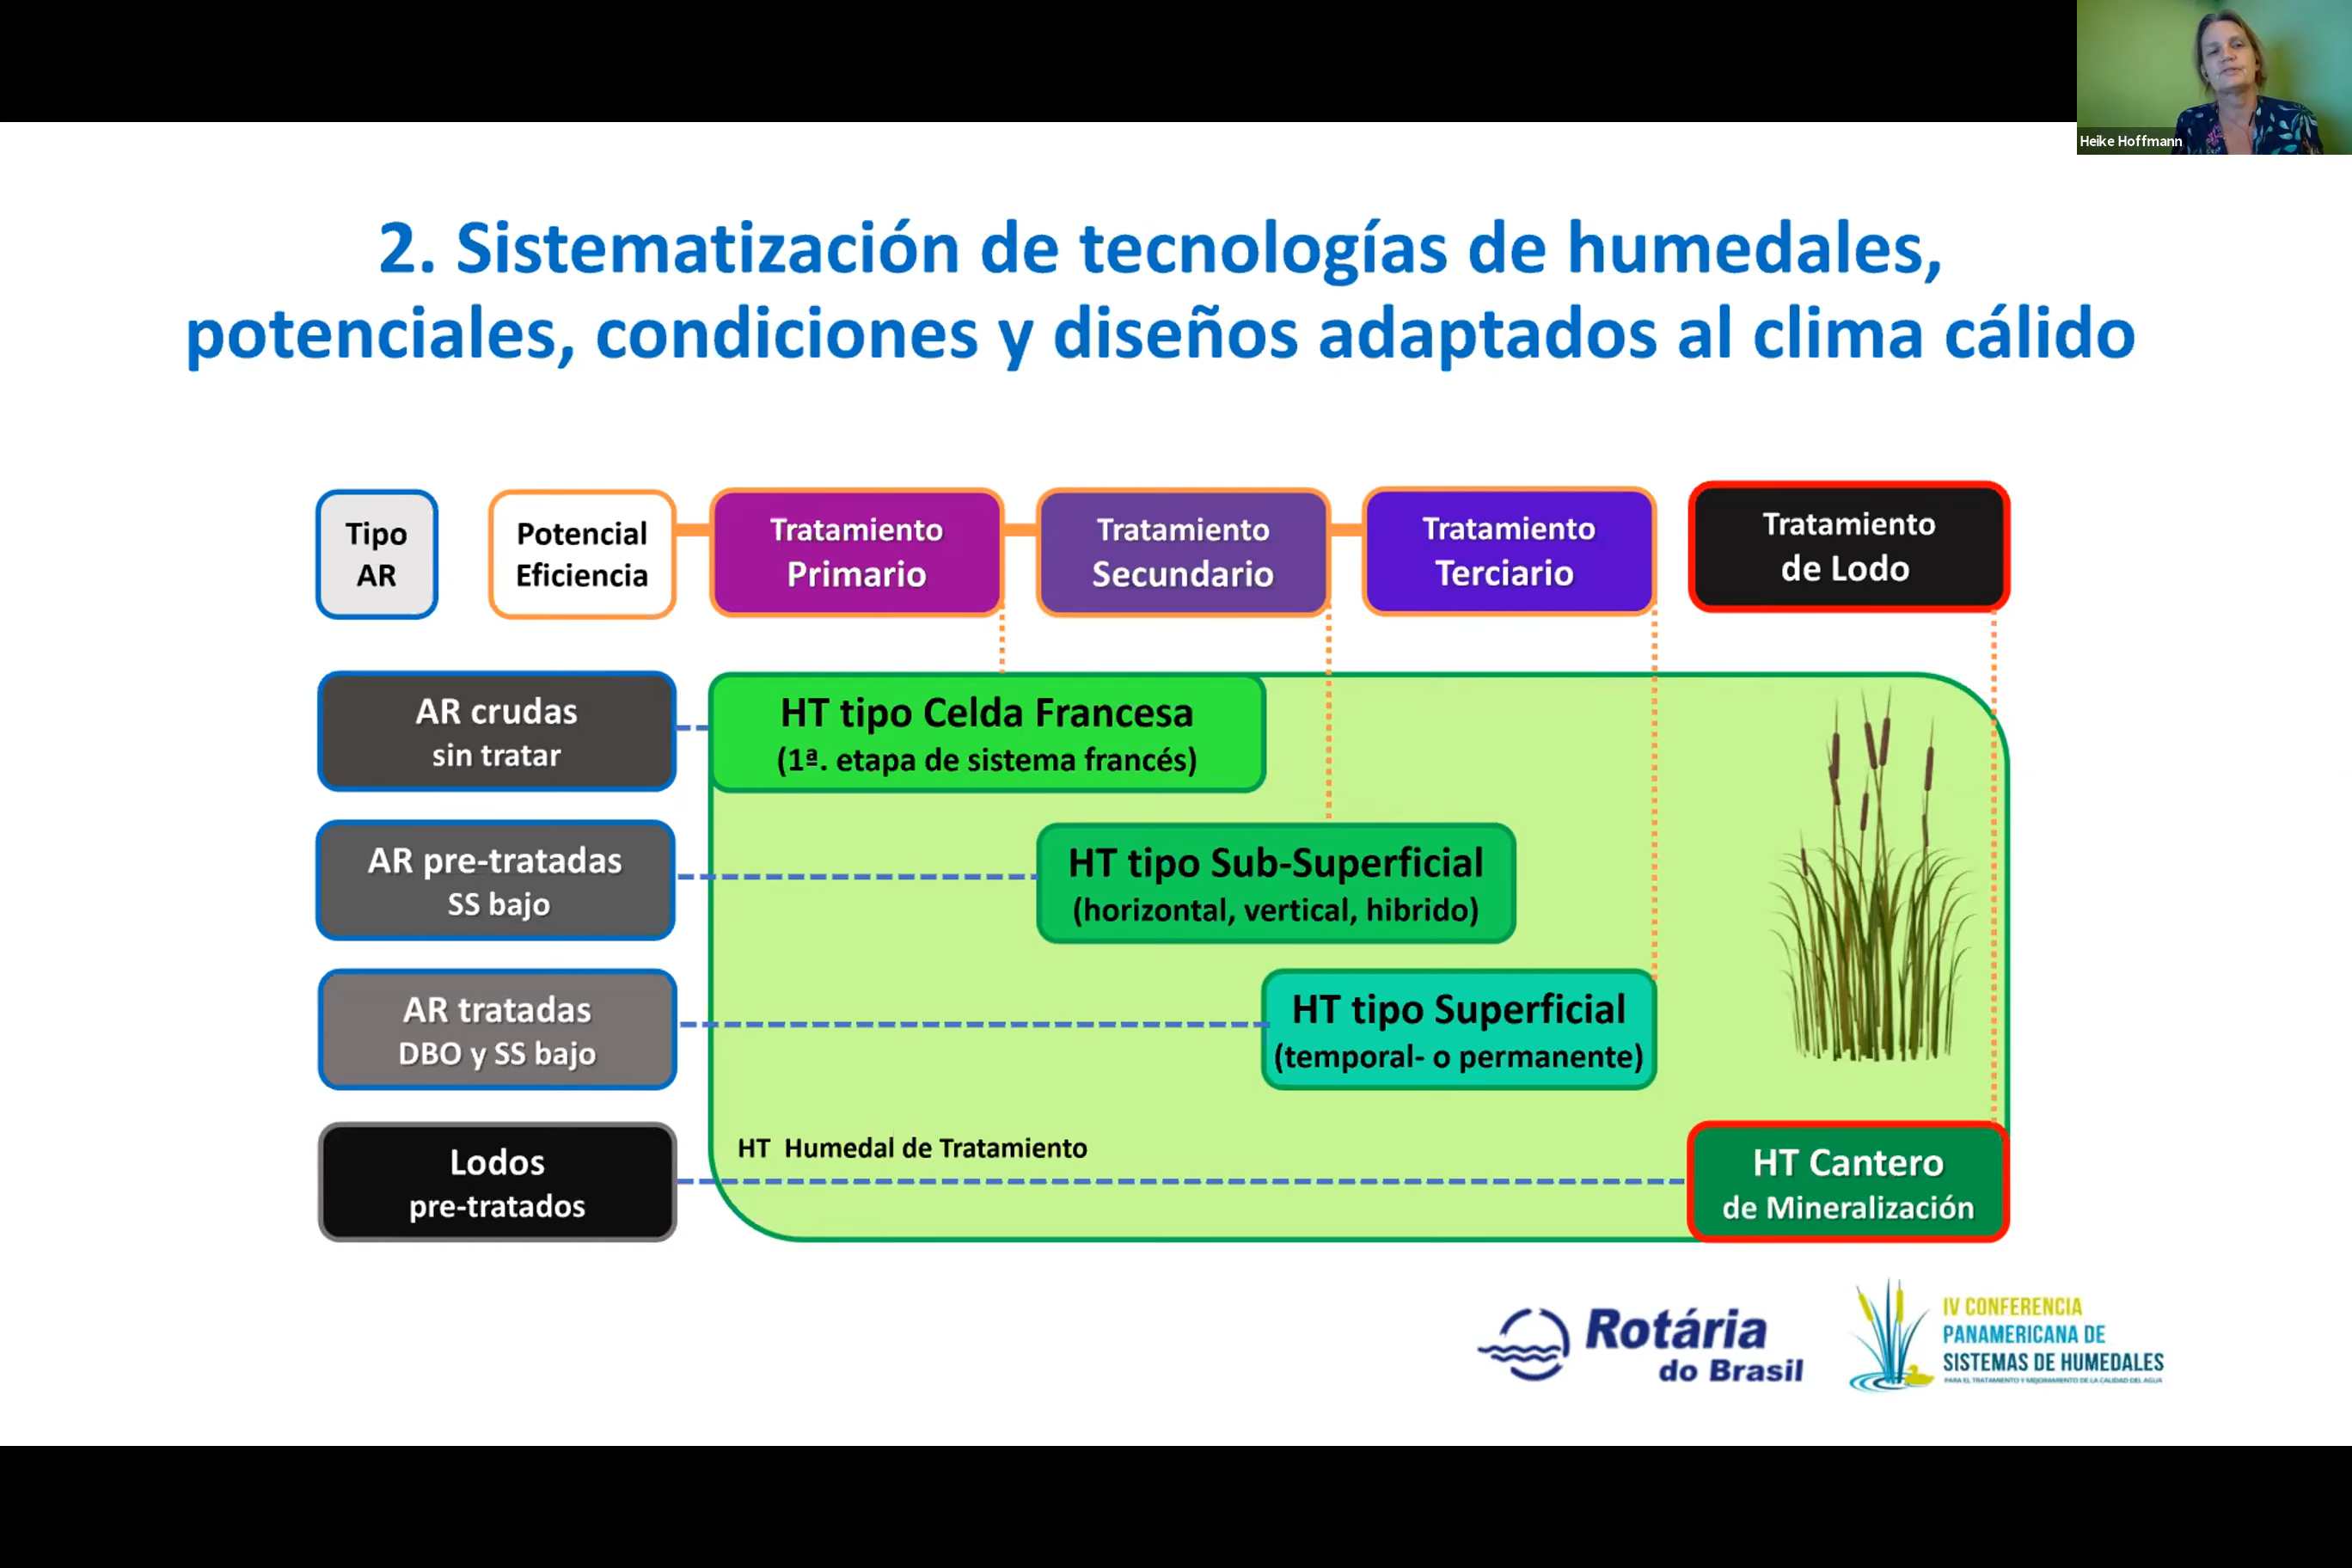 Heike Hoffmann
2. Sistematización de tecnologías de humedales,
potenciales, condiciones y diseños adaptados al clima cálido
Tipo
AR
Potencial
Eficiencia
Tratamiento
Primario
Tratamiento
Secundario
Tratamiento
Terciario
Tratamiento
de Lodo
AR crudas
sin tratar
HT tipo Celda Francesa
(1ª. etapa de sistema francés)
AR pre-tratadas
SS bajo
HT tipo Sub-Superficial
(horizontal, vertical, hibrido)
AR tratadas
DBO y SS bajo
HT tipo Superficial
(temporal- o permanente)
HT Humedal de Tratamiento
Lodos
pre-tratados
HT Cantero
de Mineralización
Rotária
do Brasil
IV CONFERENCIA
PANAMERICANA DE
SISTEMAS DE HUMEDALES
PARA EL TRATAMIENTO Y MEJORAMIENTO DE LA CALIDAD DEL AGUA